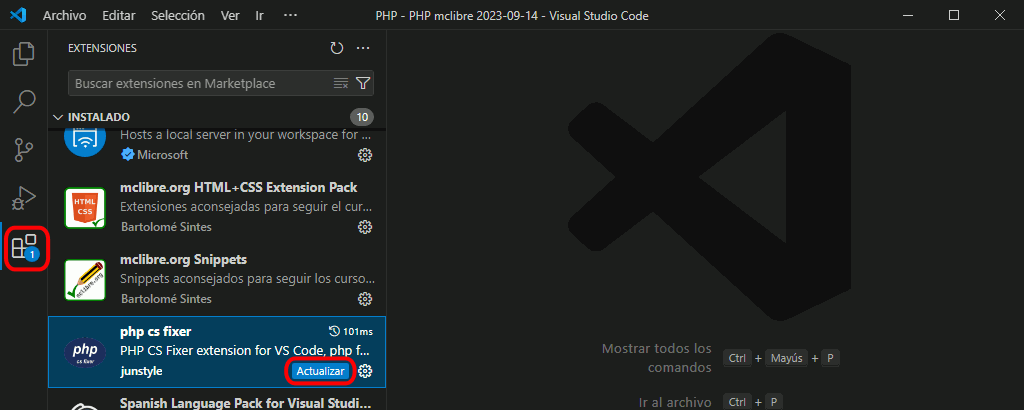 Archivo Editar Selección Ver Ir ··· PHP - PHP mclibre 2023-09-14 - Visual Studio Code
EXTENSIONES
Buscar extensiones en Marketplace
INSTALADO 10
Hosts a local server in your workspace for ...
Microsoft
mclibre.org HTML+CSS Extension Pack
HTML
CSS
Extensiones aconsejadas para seguir el cur...
Bartolomé Sintes
1
mclibre.org Snippets
mclibre.org
Snippets aconsejados para seguir los curso...
Bartolomé Sintes
php cs fixer 101ms
php
cs fixer
PHP CS Fixer extension for VS Code, php f...
junstyle Actualizar
Spanish Language Pack for Visual Studi...
Mostrar todos los
comandos
Ctrl + Mayús + P
Ir al archivo Ctrl + P